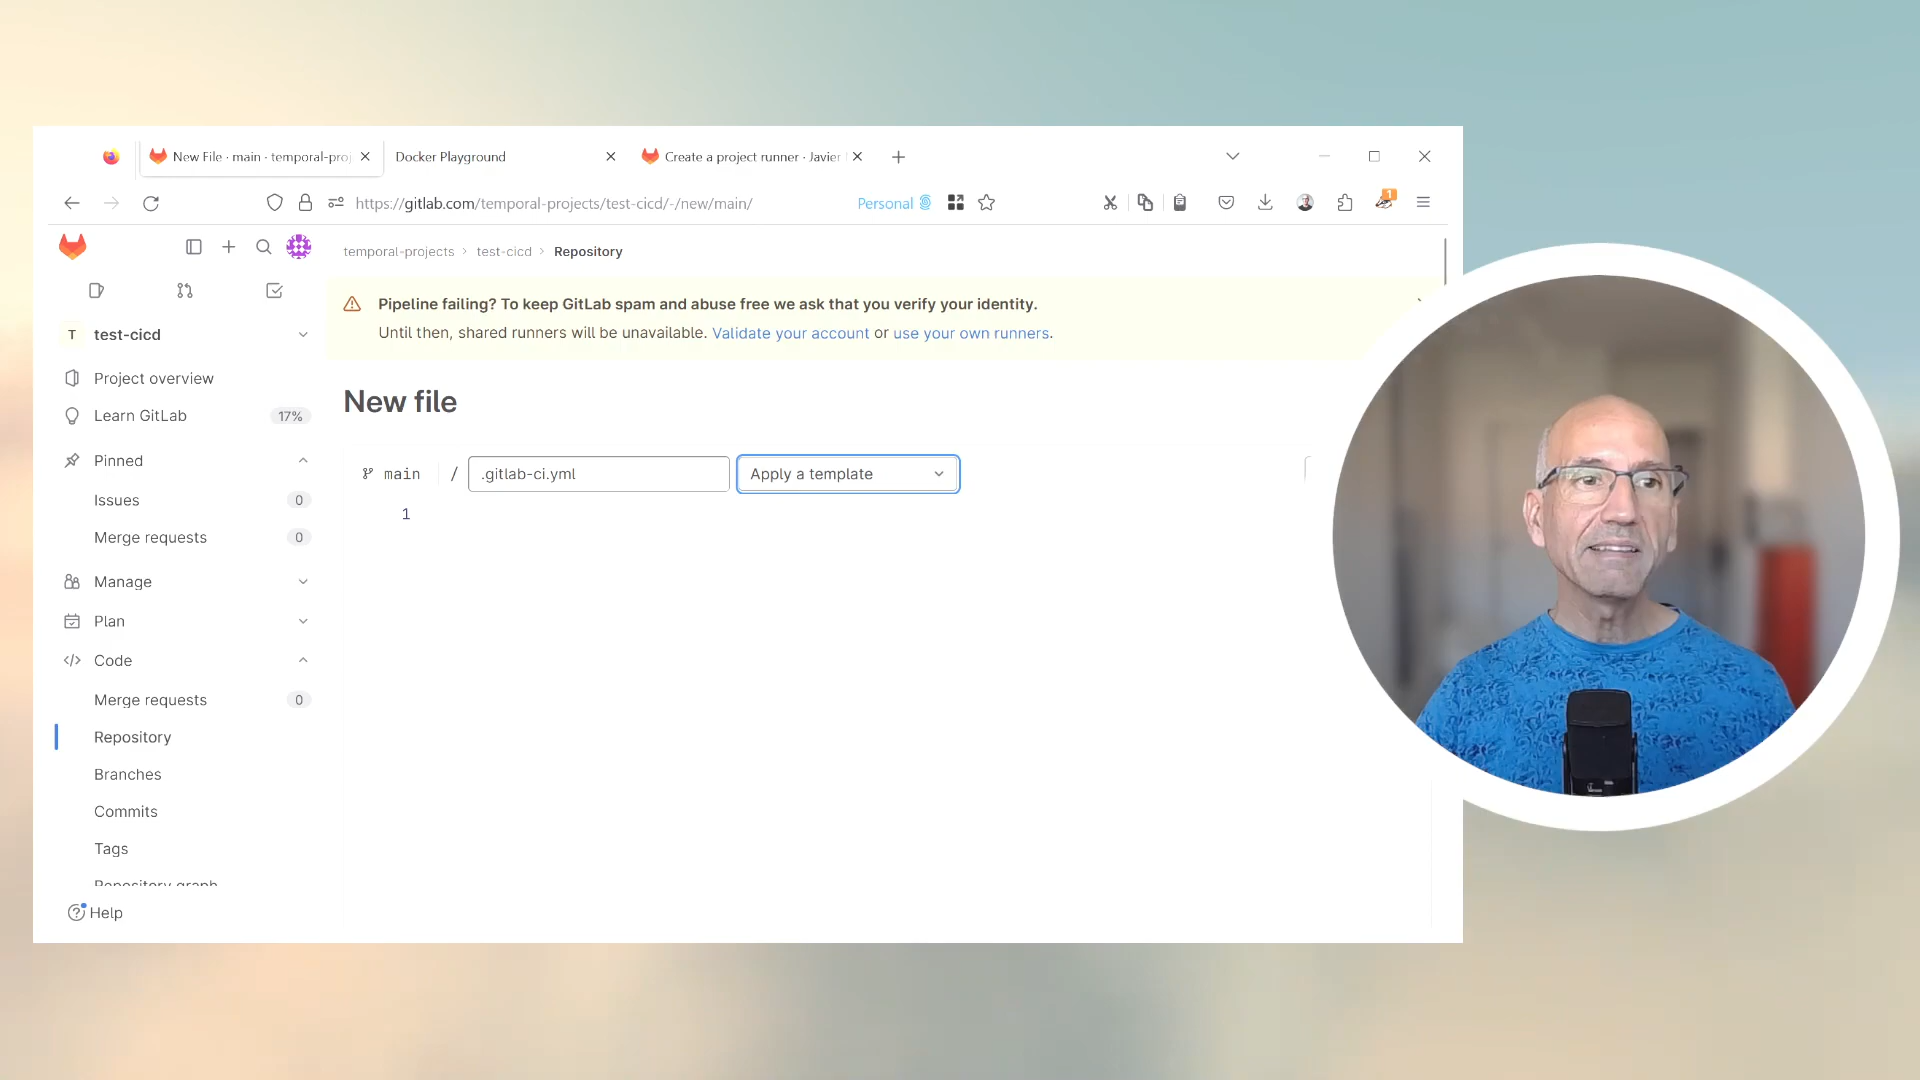 New File · main · temporal-proj
Docker Playground
Create a project runner · Javier
https://gitlab.com/temporal-projects/test-cicd/-/new/main/
Personal
1
temporal-projects > test-cicd > Repository
Pipeline failing? To keep GitLab spam and abuse free we ask that you verify your identity.
Until then, shared runners will be unavailable. Validate your account or use your own runners.
T test-cicd
Project overview
Learn GitLab 17%
Pinned
Issues 0
Merge requests 0
Manage
Plan
Code
Merge requests 0
Repository
Branches
Commits
Tags
Repository graph
Help
New file
main / .gitlab-ci.yml Apply a template
1